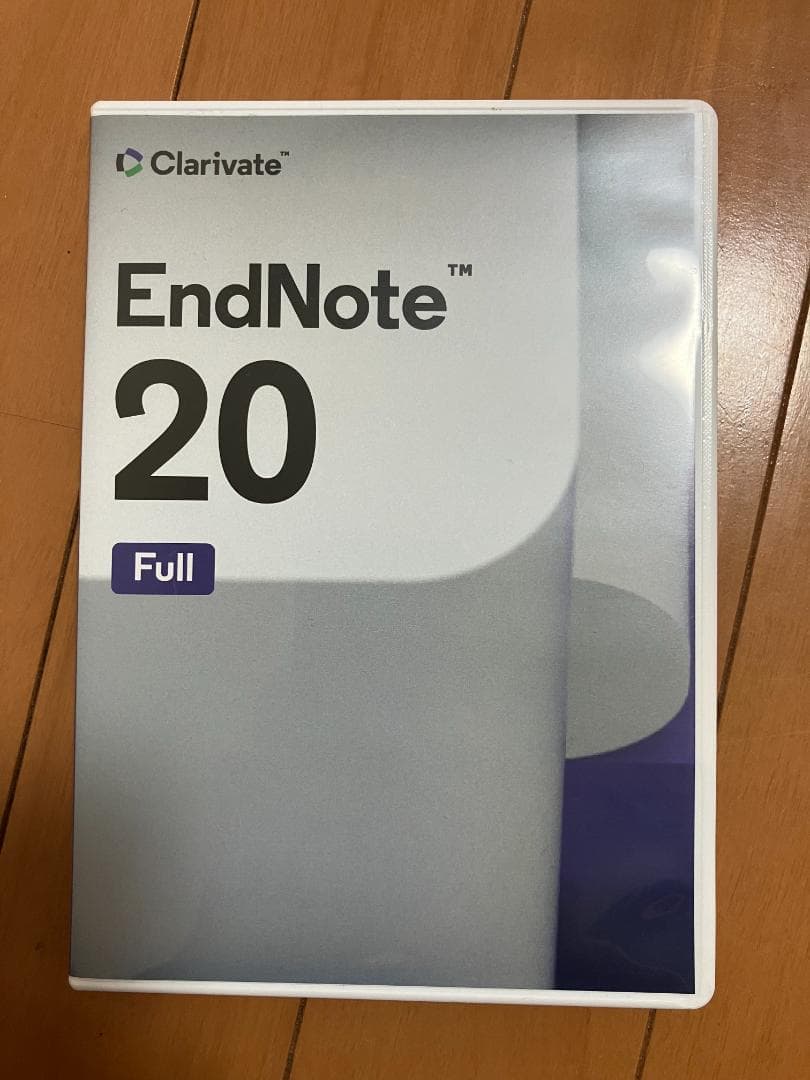 Clarivate™
EndNote™
20
Full